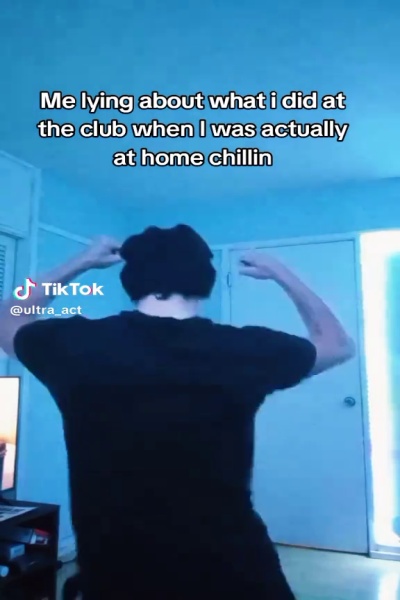 Me lying about what i did at
the club when I was actually
at home chillin
TikTok
@ultra_act